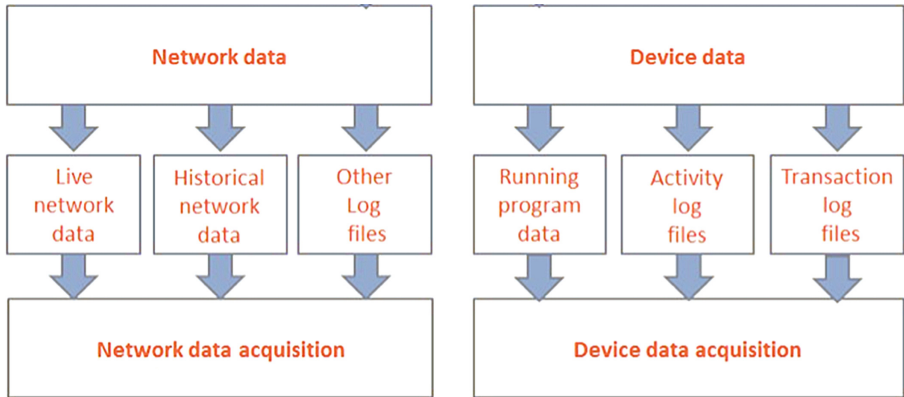 Network data
Device data
Live
network
data
Historical
network
data
Other
Log
files
Running
program
data
Activity
log
files
Transaction
log
files
Network data acquisition
Device data acquisition